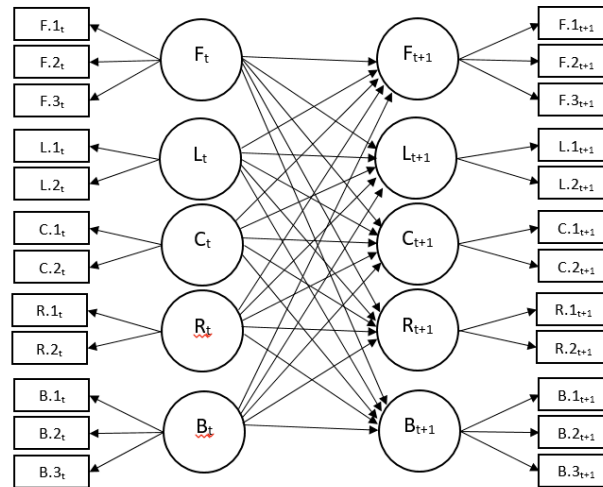 F.1t
F.2t
F.3t
Ft
Ft+1
F.1t+1
F.2t+1
F.3t+1
L.1t
L.2t
Lt
Lt+1
L.1t+1
L.2t+1
C.1t
C.2t
Ct
Ct+1
C.1t+1
C.2t+1
R.1t
R.2t
Rt
Rt+1
R.1t+1
R.2t+1
B.1t
B.2t
B.3t
Bt
Bt+1
B.1t+1
B.2t+1
B.3t+1